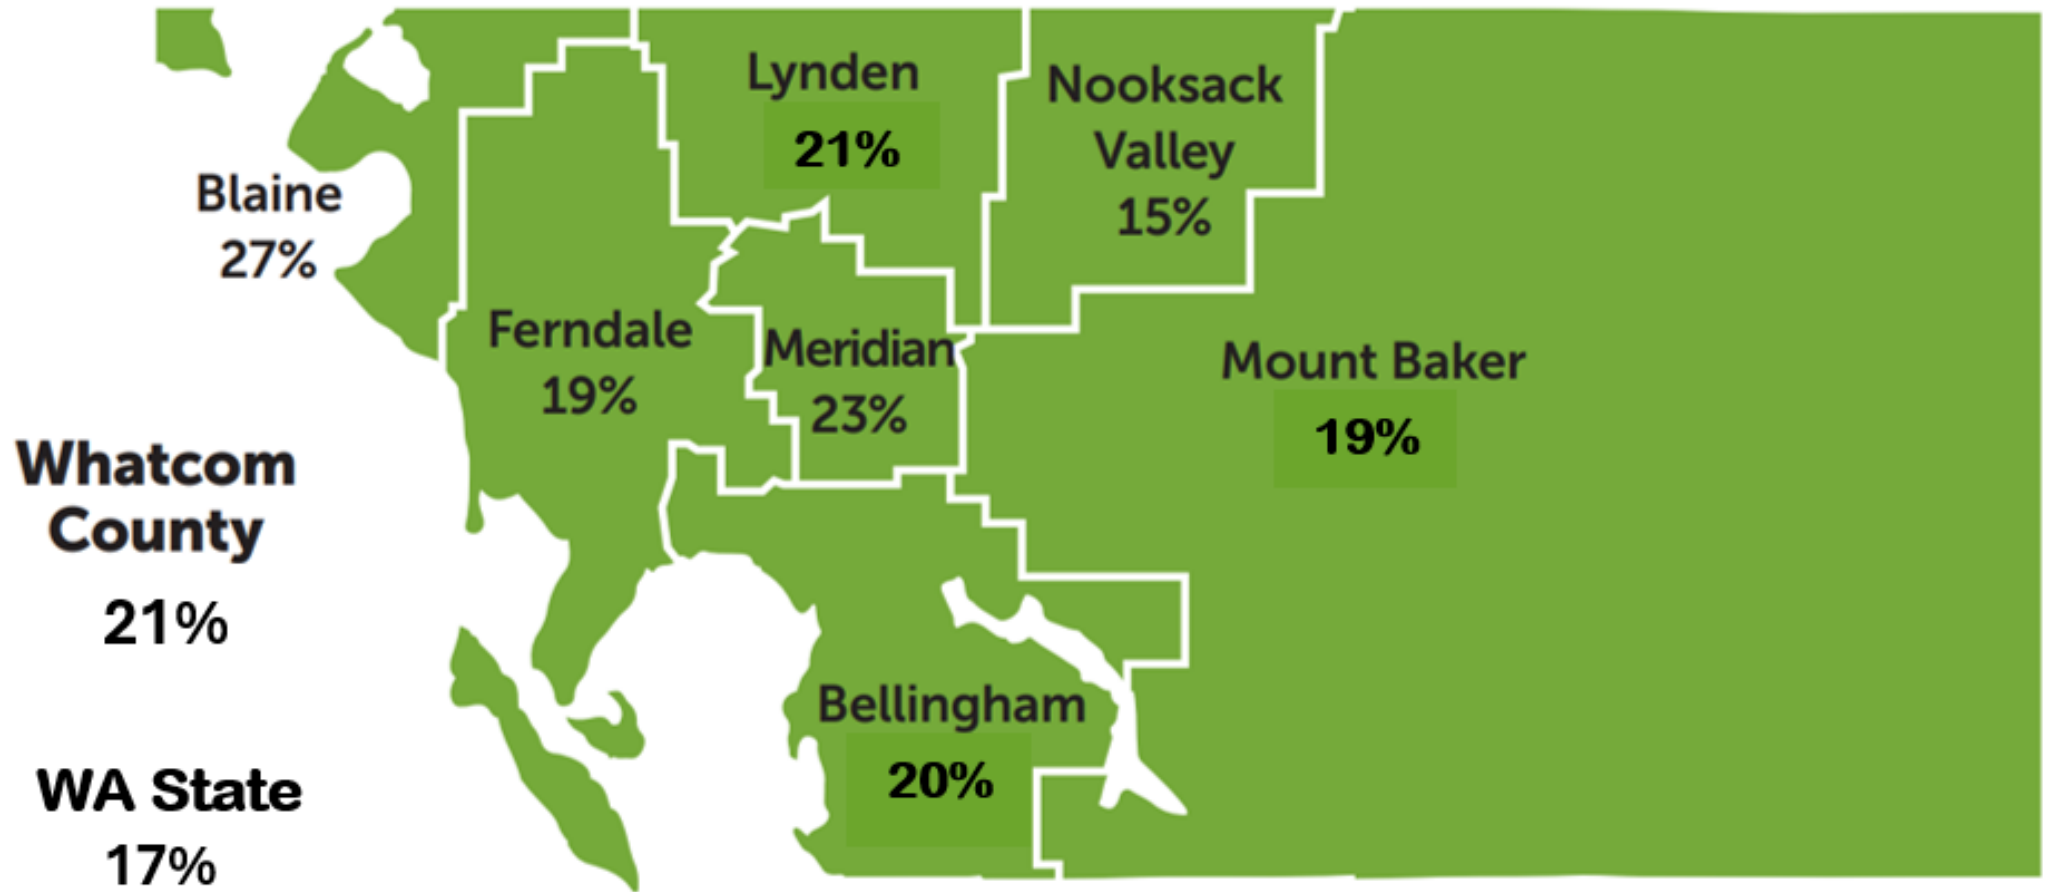 Lynden
21%
Nooksack
Valley
15%
Blaine
27%
Ferndale
19%
Meridian
23%
Mount Baker
19%
Whatcom
County
21%
Bellingham
20%
WA State
17%